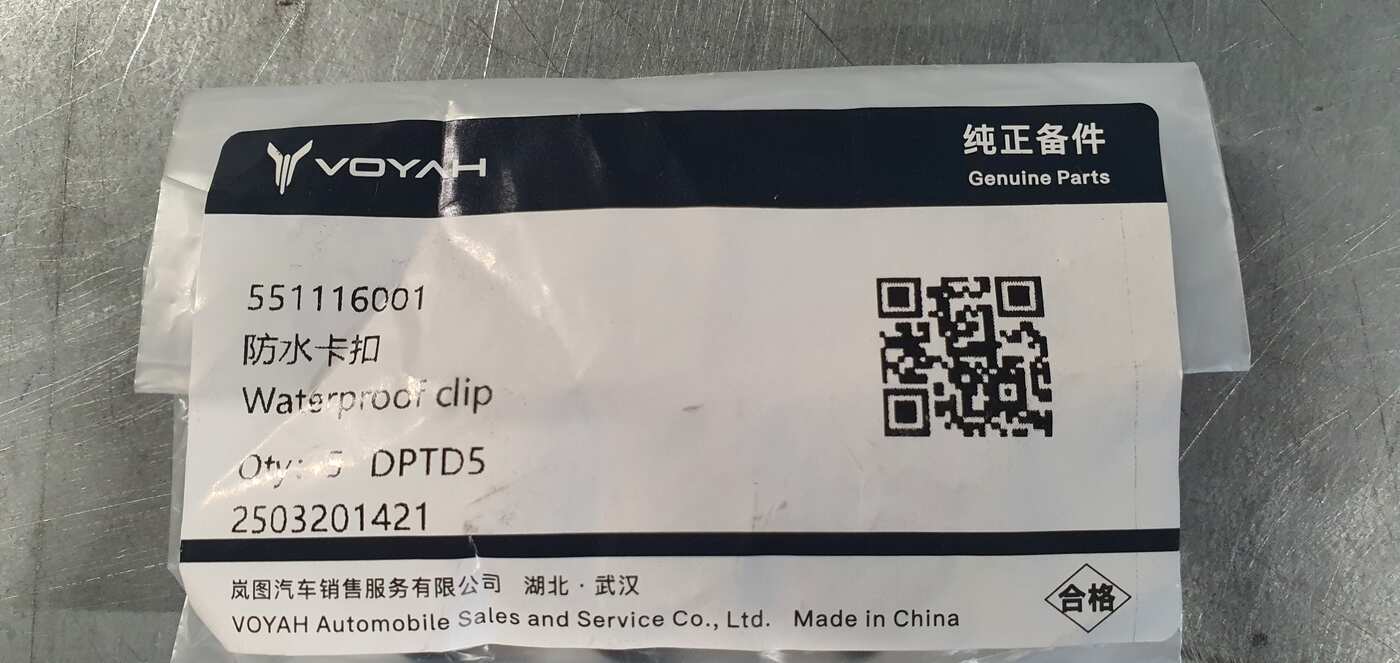 VOYAH
纯正备件
Genuine Parts
551116001
防水卡扣
Waterproof clip
Qty: 5 DPTD5
2503201421
岚图汽车销售服务有限公司 湖北·武汉
VOYAH Automobile Sales and Service Co., Ltd. Made in China
合格